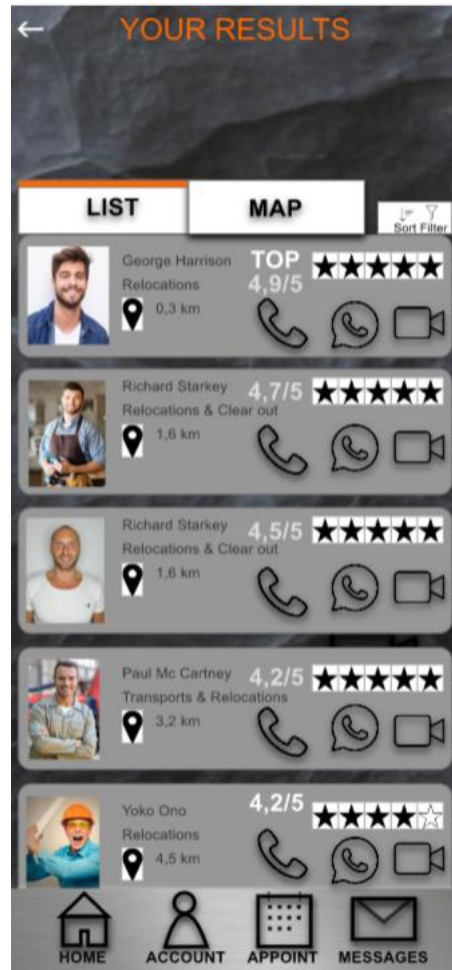 YOUR RESULTS
LIST
MAP
Sort Filter
George Harrison
TOP
Relocations
4,9/5
0,3 km
Richard Starkey
4,7/5
Relocations & Clear out
1,6 km
Richard Starkey
4,5/5
Relocations & Clear out
1,6 km
Paul Mc Cartney
4,2/5
Transports & Relocations
3,2 km
Yoko Ono
4,2/5
Relocations
4,5 km
HOME
ACCOUNT
APPOINT
MESSAGES